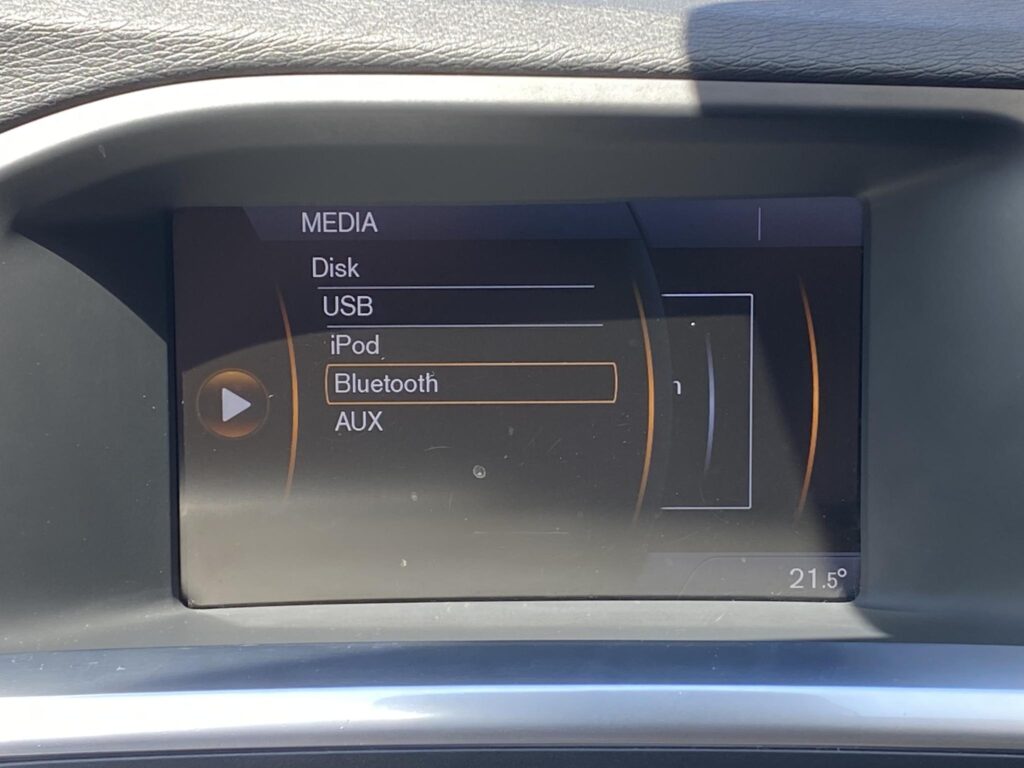 MEDIA
Disk
USB
iPod
Bluetooth
AUX
21.5°